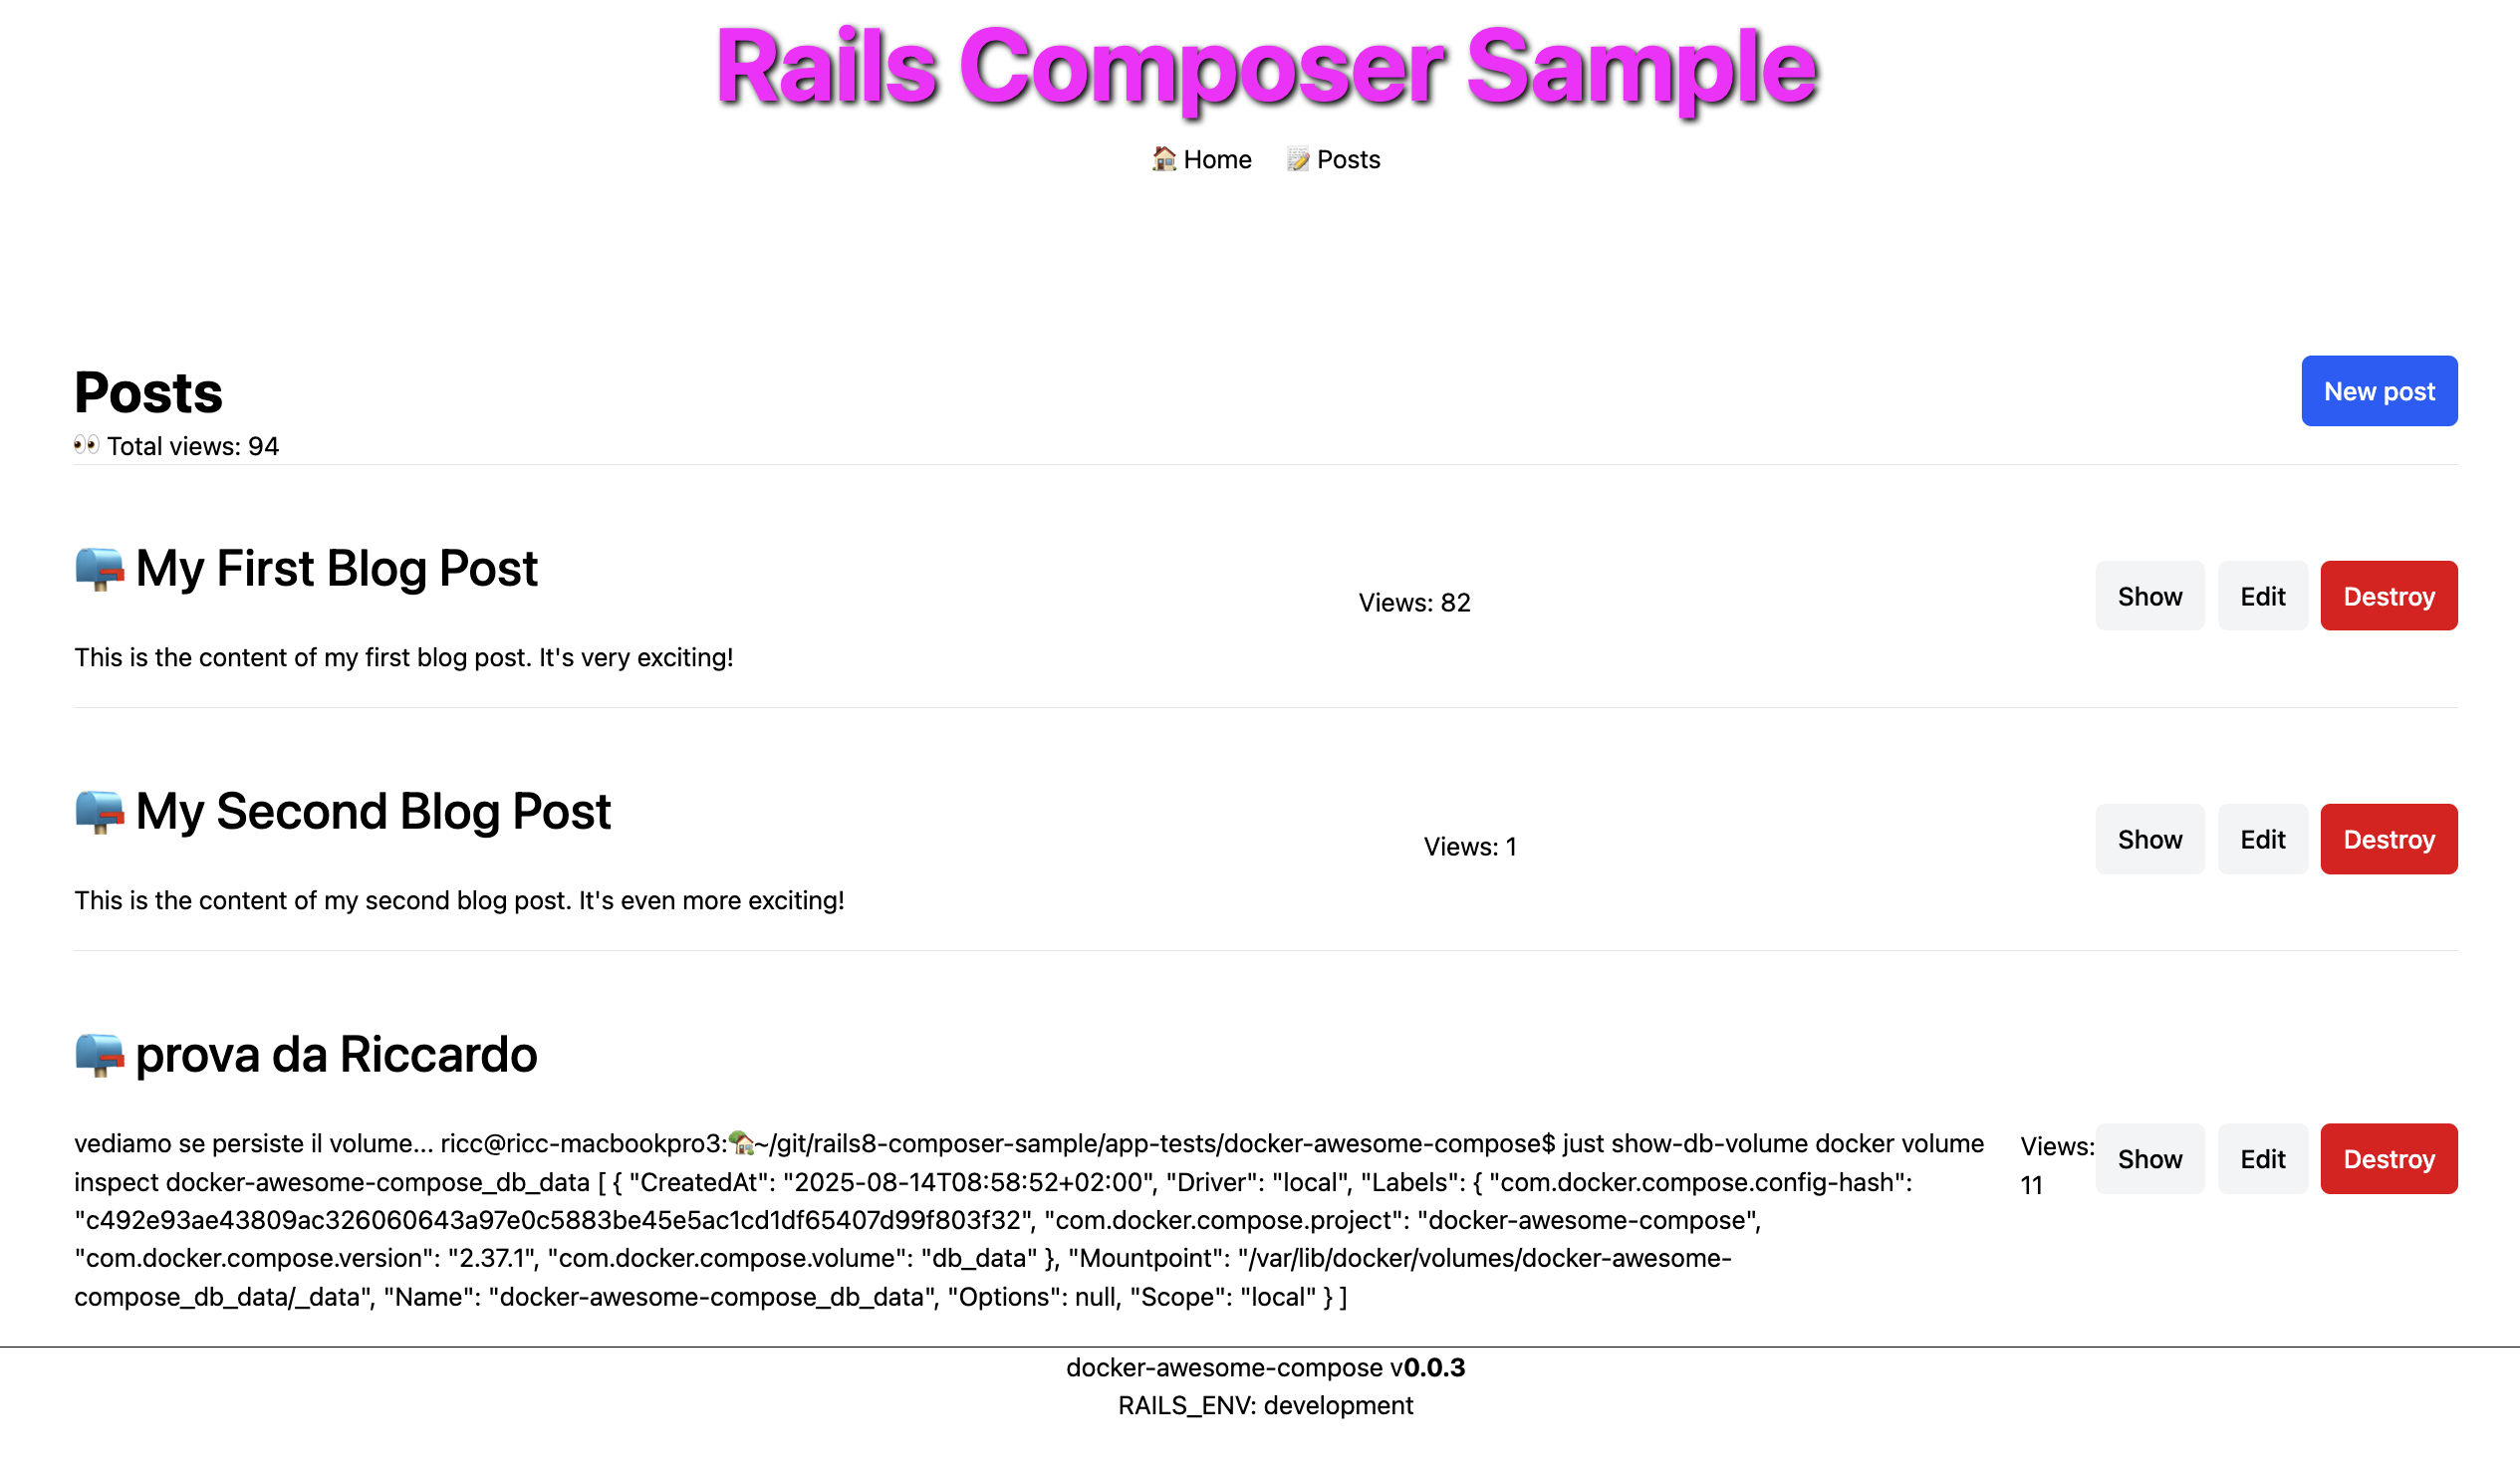 Rails Composer Sample
🏠 Home 📝 Posts
Posts
New post
👀 Total views: 94
📪 My First Blog Post
Views: 82
Show Edit Destroy
This is the content of my first blog post. It's very exciting!
📪 My Second Blog Post
Views: 1
Show Edit Destroy
This is the content of my second blog post. It's even more exciting!
📪 prova da Riccardo
vediamo se persiste il volume... ricc@ricc-macbookpro3:🏡~/git/rails8-composer-sample/app-tests/docker-awesome-compose$ just show-db-volume docker volume
inspect docker-awesome-compose_db_data [ { "CreatedAt": "2025-08-14T08:58:52+02:00", "Driver": "local", "Labels": { "com.docker.compose.config-hash":
"c492e93ae43809ac326060643a97e0c5883be45e5ac1cd1df65407d99f803f32", "com.docker.compose.project": "docker-awesome-compose",
"com.docker.compose.version": "2.37.1", "com.docker.compose.volume": "db_data" }, "Mountpoint": "/var/lib/docker/volumes/docker-awesome-
compose_db_data/_data", "Name": "docker-awesome-compose_db_data", "Options": null, "Scope": "local" } ]
Views:
11
Show Edit Destroy
docker-awesome-compose v0.0.3
RAILS_ENV: development